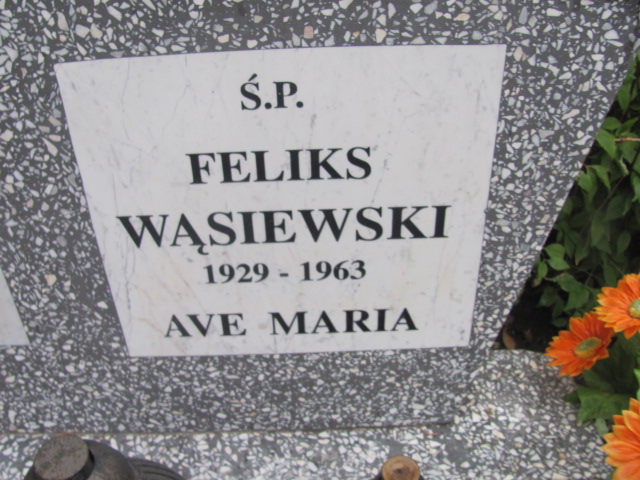 Ś.P.
FELIKS
WĄSIEWSKI
1929 - 1963
AVE MARIA